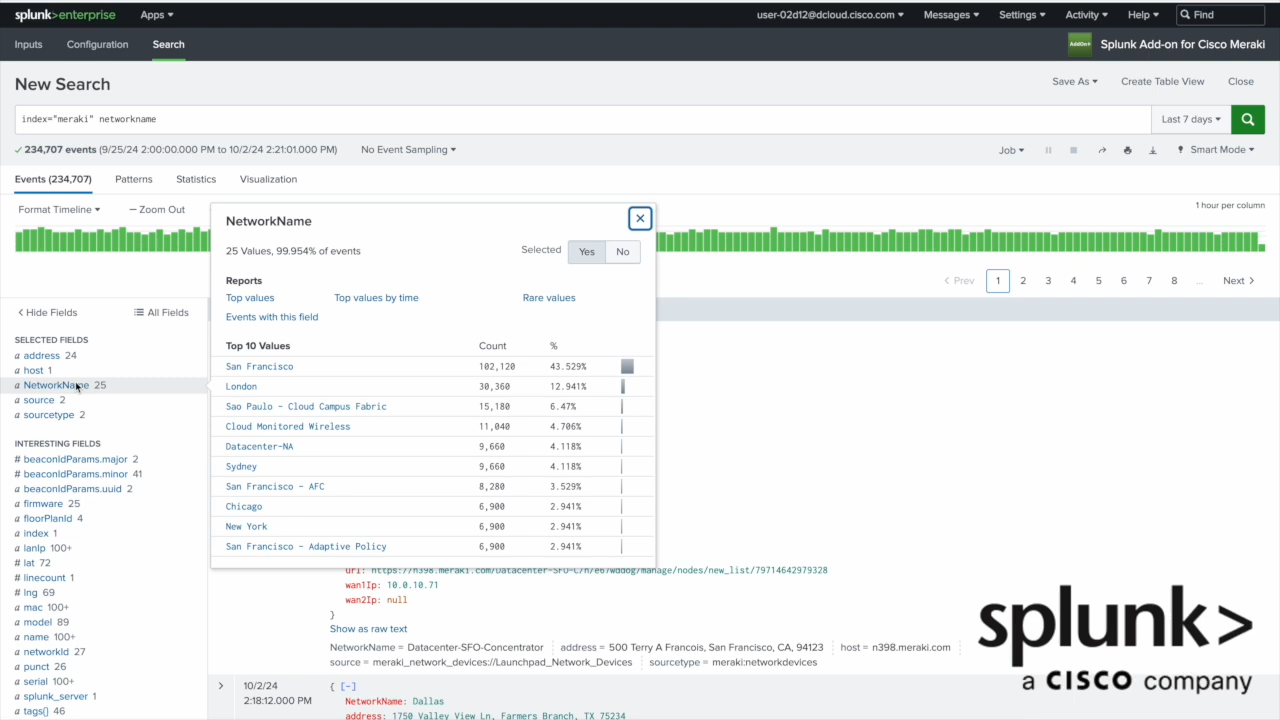 splunk>enterprise Apps user-02d12@dcloud.cisco.com Messages Settings Activity Help Find
Inputs Configuration Search AddOn+ Splunk Add-on for Cisco Meraki
New Search Save As Create Table View Close
index="meraki" networkname Last 7 days
234,707 events (9/25/24 2:00:00.000 PM to 10/2/24 2:21:01.000 PM) No Event Sampling Job Smart Mode
Events (234,707) Patterns Statistics Visualization
Format Timeline — Zoom Out 1 hour per column
NetworkName
25 Values, 99.954% of events Selected Yes No
Reports
Top values Top values by time Rare values
Events with this field
Top 10 Values Count %
San Francisco 102,120 43.529%
London 30,360 12.941%
Sao Paulo - Cloud Campus Fabric 15,180 6.47%
Cloud Monitored Wireless 11,040 4.706%
Datacenter-NA 9,660 4.118%
Sydney 9,660 4.118%
San Francisco - AFC 8,280 3.529%
Chicago 6,900 2.941%
New York 6,900 2.941%
San Francisco - Adaptive Policy 6,900 2.941%
< Prev 1 2 3 4 5 6 7 8 ... Next >
< Hide Fields All Fields
SELECTED FIELDS
a address 24
a host 1
a NetworkName 25
a source 2
a sourcetype 2
INTERESTING FIELDS
# beaconIdParams.major 2
# beaconIdParams.minor 41
a beaconIdParams.uuid 2
a firmware 25
a floorPlanId 4
a index 1
a lanIp 100+
# lat 72
# linecount 1
# lng 69
a mac 100+
a model 89
a name 100+
a networkId 27
a punct 26
a serial 100+
a splunk_server 1
a tags{} 46
url: https://n398.meraki.com/Datacenter-SFO-C/n/e67wddog/manage/nodes/new_list/79714642979328
wan1Ip: 10.0.10.71
wan2Ip: null
}
Show as raw text
NetworkName = Datacenter-SFO-Concentrator address = 500 Terry A Francois, San Francisco, CA, 94123 host = n398.meraki.com
source = meraki_network_devices://Launchpad_Network_Devices sourcetype = meraki:networkdevices
> 10/2/24 { [-]
2:18:12.000 PM NetworkName: Dallas
address: 1750 Valley View Ln, Farmers Branch, TX 75234
splunk>
a CISCO company